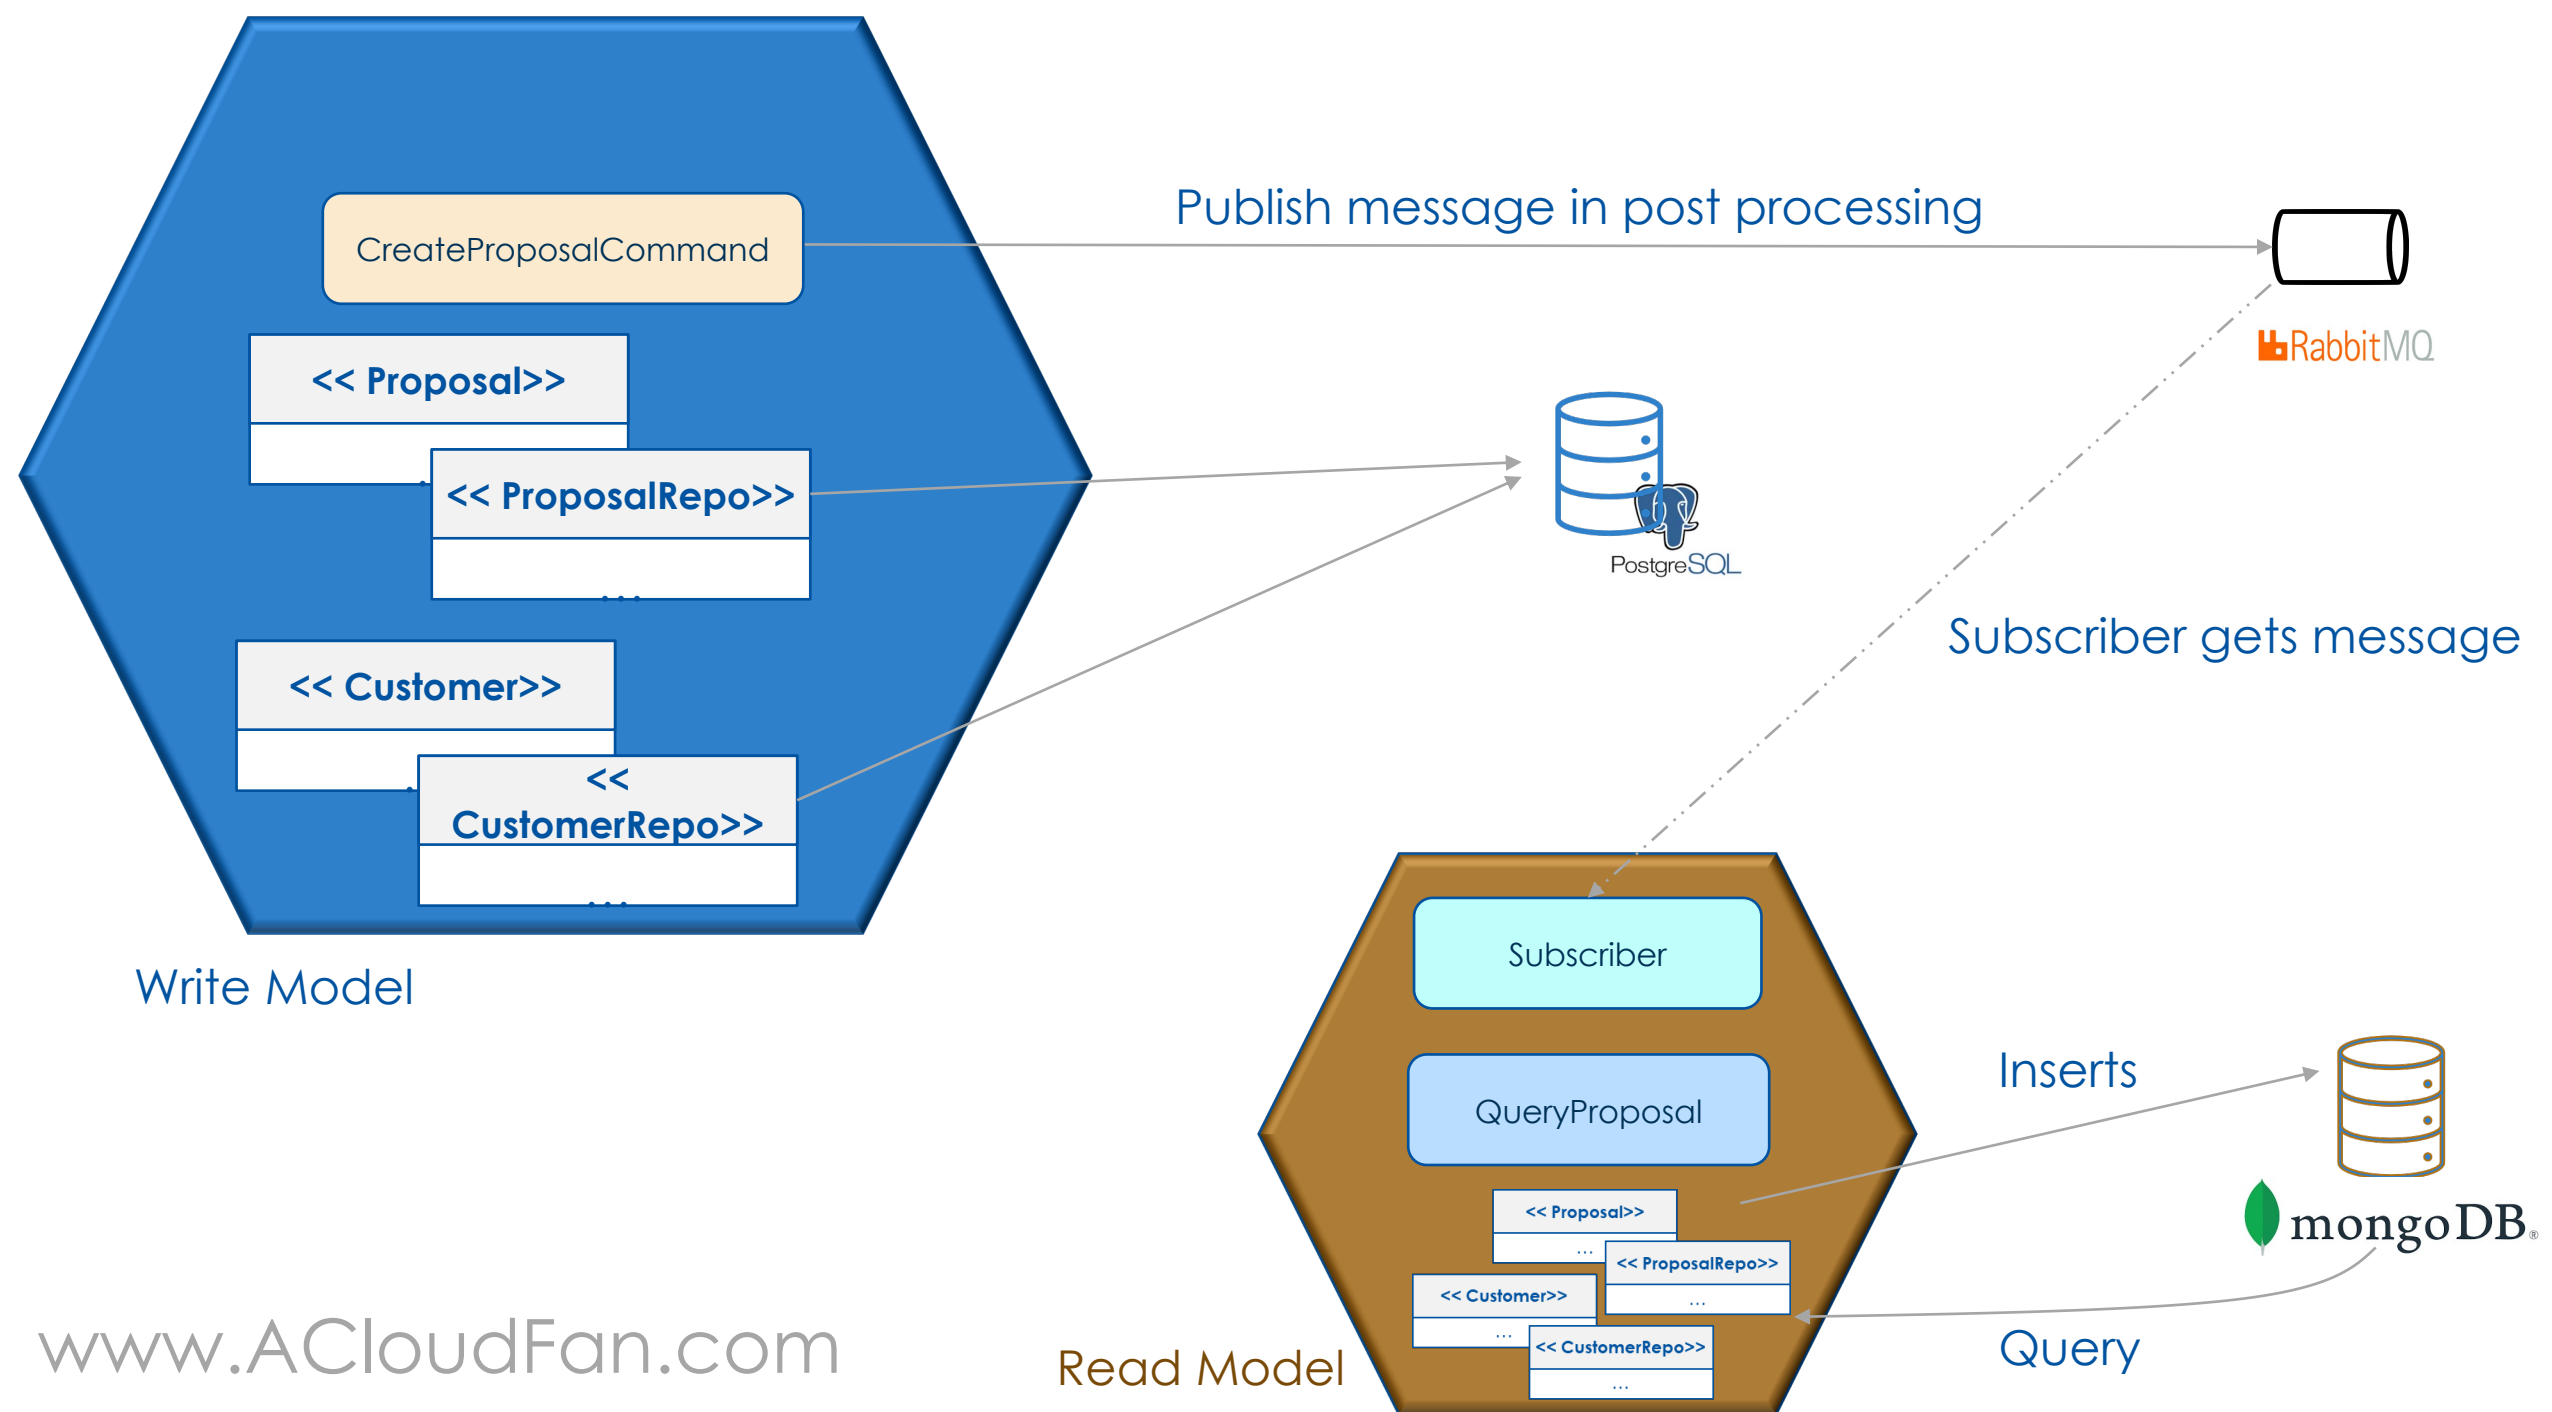 Publish message in post processing
CreateProposalCommand
RabbitMQ
<< Proposal>>
.
<< ProposalRepo>>
...
PostgreSQL
Subscriber gets message
<< Customer>>
.
<<
CustomerRepo>>
...
Write Model
Subscriber
QueryProposal
Inserts
<< Proposal>>
...
<< ProposalRepo>>
...
<< Customer>>
...
<< CustomerRepo>>
...
mongoDB®
Query
Read Model
www.ACloudFan.com